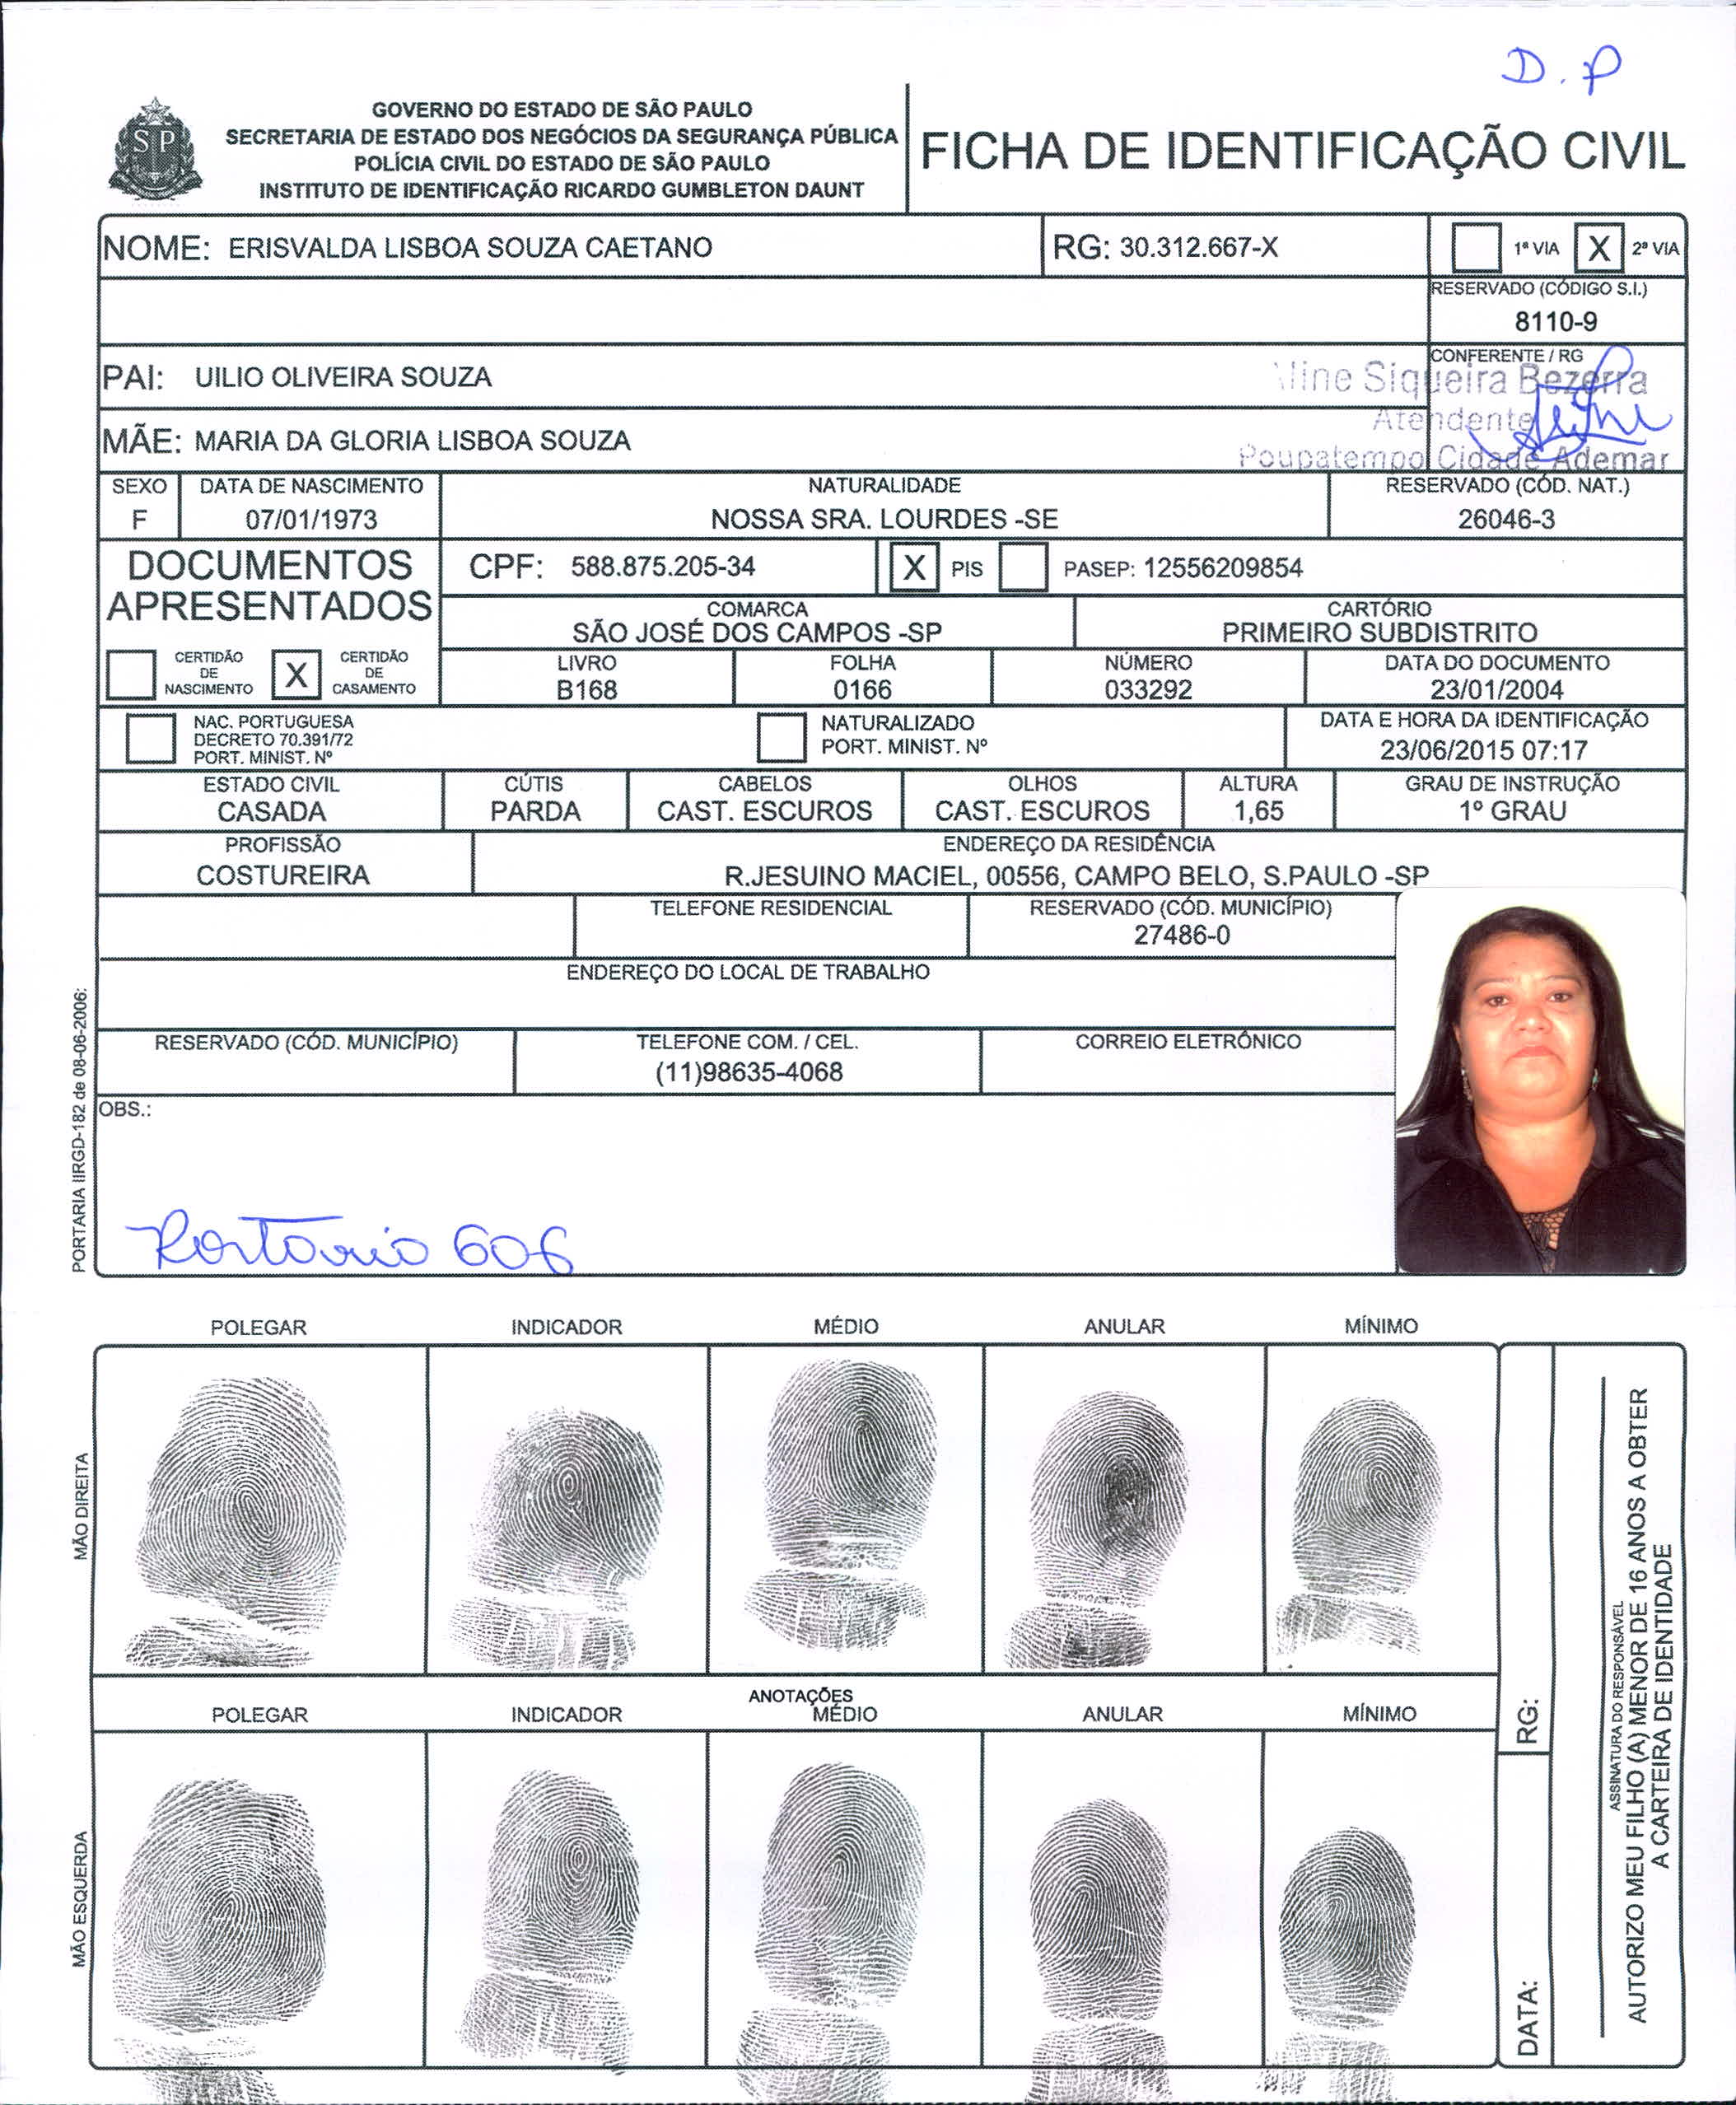 D. P
GOVERNO DO ESTADO DE SÃO PAULO
SECRETARIA DE ESTADO DOS NEGÓCIOS DA SEGURANÇA PÚBLICA
POLÍCIA CIVIL DO ESTADO DE SÃO PAULO
INSTITUTO DE IDENTIFICAÇÃO RICARDO GUMBLETON DAUNT
SP
FICHA DE IDENTIFICAÇÃO CIVIL
NOME: ERISVALDA LISBOA SOUZA CAETANO RG: 30.312.667-X 1ª VIA X 2ª VIA
RESERVADO (CÓDIGO S.I.)
8110-9
PAI: UILIO OLIVEIRA SOUZA
CONFERENTE / RG
Siqueira Bezerra
Atendente
Poupatempo Cidade Ademar
MÃE: MARIA DA GLORIA LISBOA SOUZA
SEXO DATA DE NASCIMENTO NATURALIDADE RESERVADO (CÓD. NAT.)
F 07/01/1973 NOSSA SRA. LOURDES -SE 26046-3
DOCUMENTOS APRESENTADOS
CPF: 588.875.205-34 X PIS PASEP: 12556209854
COMARCA CARTÓRIO
SÃO JOSÉ DOS CAMPOS -SP PRIMEIRO SUBDISTRITO
CERTIDÃO DE NASCIMENTO X CERTIDÃO DE CASAMENTO
LIVRO FOLHA NÚMERO DATA DO DOCUMENTO
B168 0166 033292 23/01/2004
NAC. PORTUGUESA
DECRETO 70.391/72
PORT. MINIST. Nº
NATURALIZADO
PORT. MINIST. Nº
DATA E HORA DA IDENTIFICAÇÃO
23/06/2015 07:17
ESTADO CIVIL CÚTIS CABELOS OLHOS ALTURA GRAU DE INSTRUÇÃO
CASADA PARDA CAST. ESCUROS CAST. ESCUROS 1,65 1º GRAU
PROFISSÃO ENDEREÇO DA RESIDÊNCIA
COSTUREIRA R.JESUINO MACIEL, 00556, CAMPO BELO, S.PAULO -SP
TELEFONE RESIDENCIAL RESERVADO (CÓD. MUNICÍPIO)
27486-0
ENDEREÇO DO LOCAL DE TRABALHO
RESERVADO (CÓD. MUNICÍPIO) TELEFONE COM. / CEL. CORREIO ELETRÔNICO
(11)98635-4068
OBS.:
606
PORTARIA IIRGD-182 de 08-06-2006:
POLEGAR INDICADOR MÉDIO ANULAR MÍNIMO
MÃO DIREITA
ANOTAÇÕES
POLEGAR INDICADOR MÉDIO ANULAR MÍNIMO
MÃO ESQUERDA
RG:
DATA:
ASSINATURA DO RESPONSÁVEL
AUTORIZO MEU FILHO (A) MENOR DE 16 ANOS A OBTER
A CARTEIRA DE IDENTIDADE